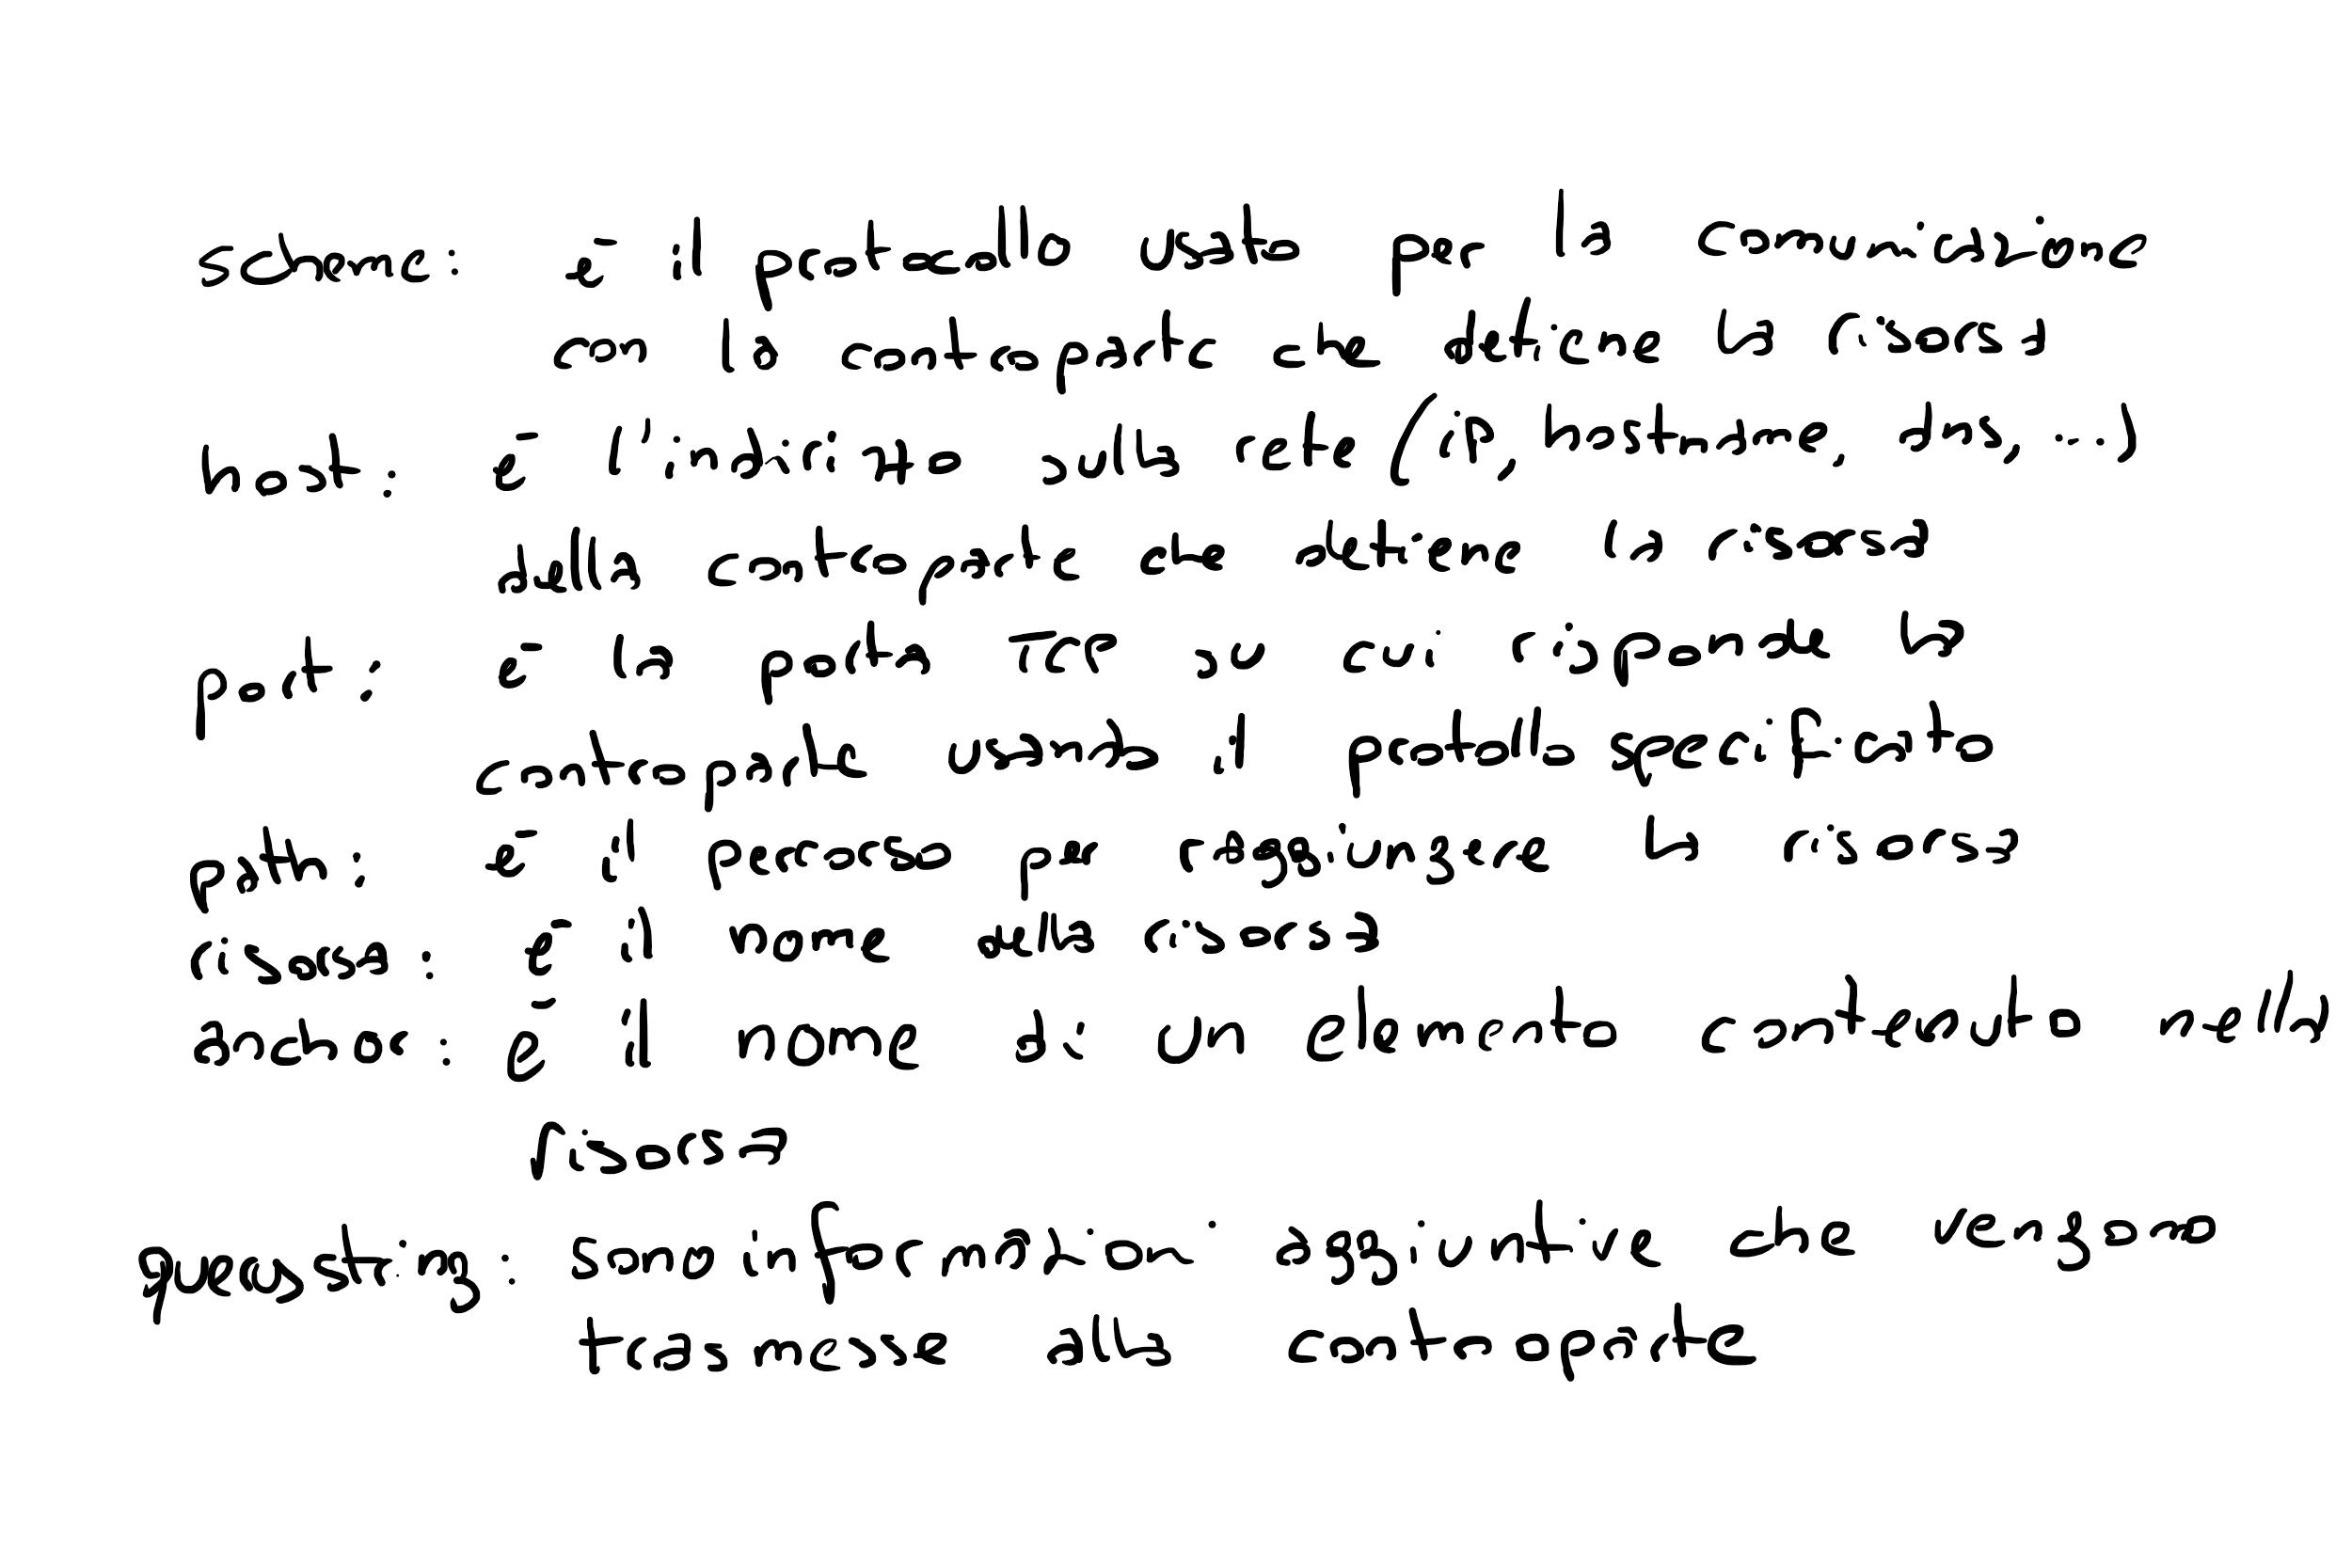 scheme: è il protocollo usato per la comunicazione
con la controparte che detiene la risorsa
host: è l'indirizzo sulla rete (iP, hostname, dns, ...)
della controparte che detiene la risorsa
port: è la porta TCP su cui risponde la
controparte usando il protocollo specificato
path: è il percorso per raggiungere la risorsa
risorsa: è il nome della risorsa
anchor: è il nome di un elemento contenuto nella
risorsa
querystring: sono informazioni aggiuntive che vengono
trasmesse alla controparte